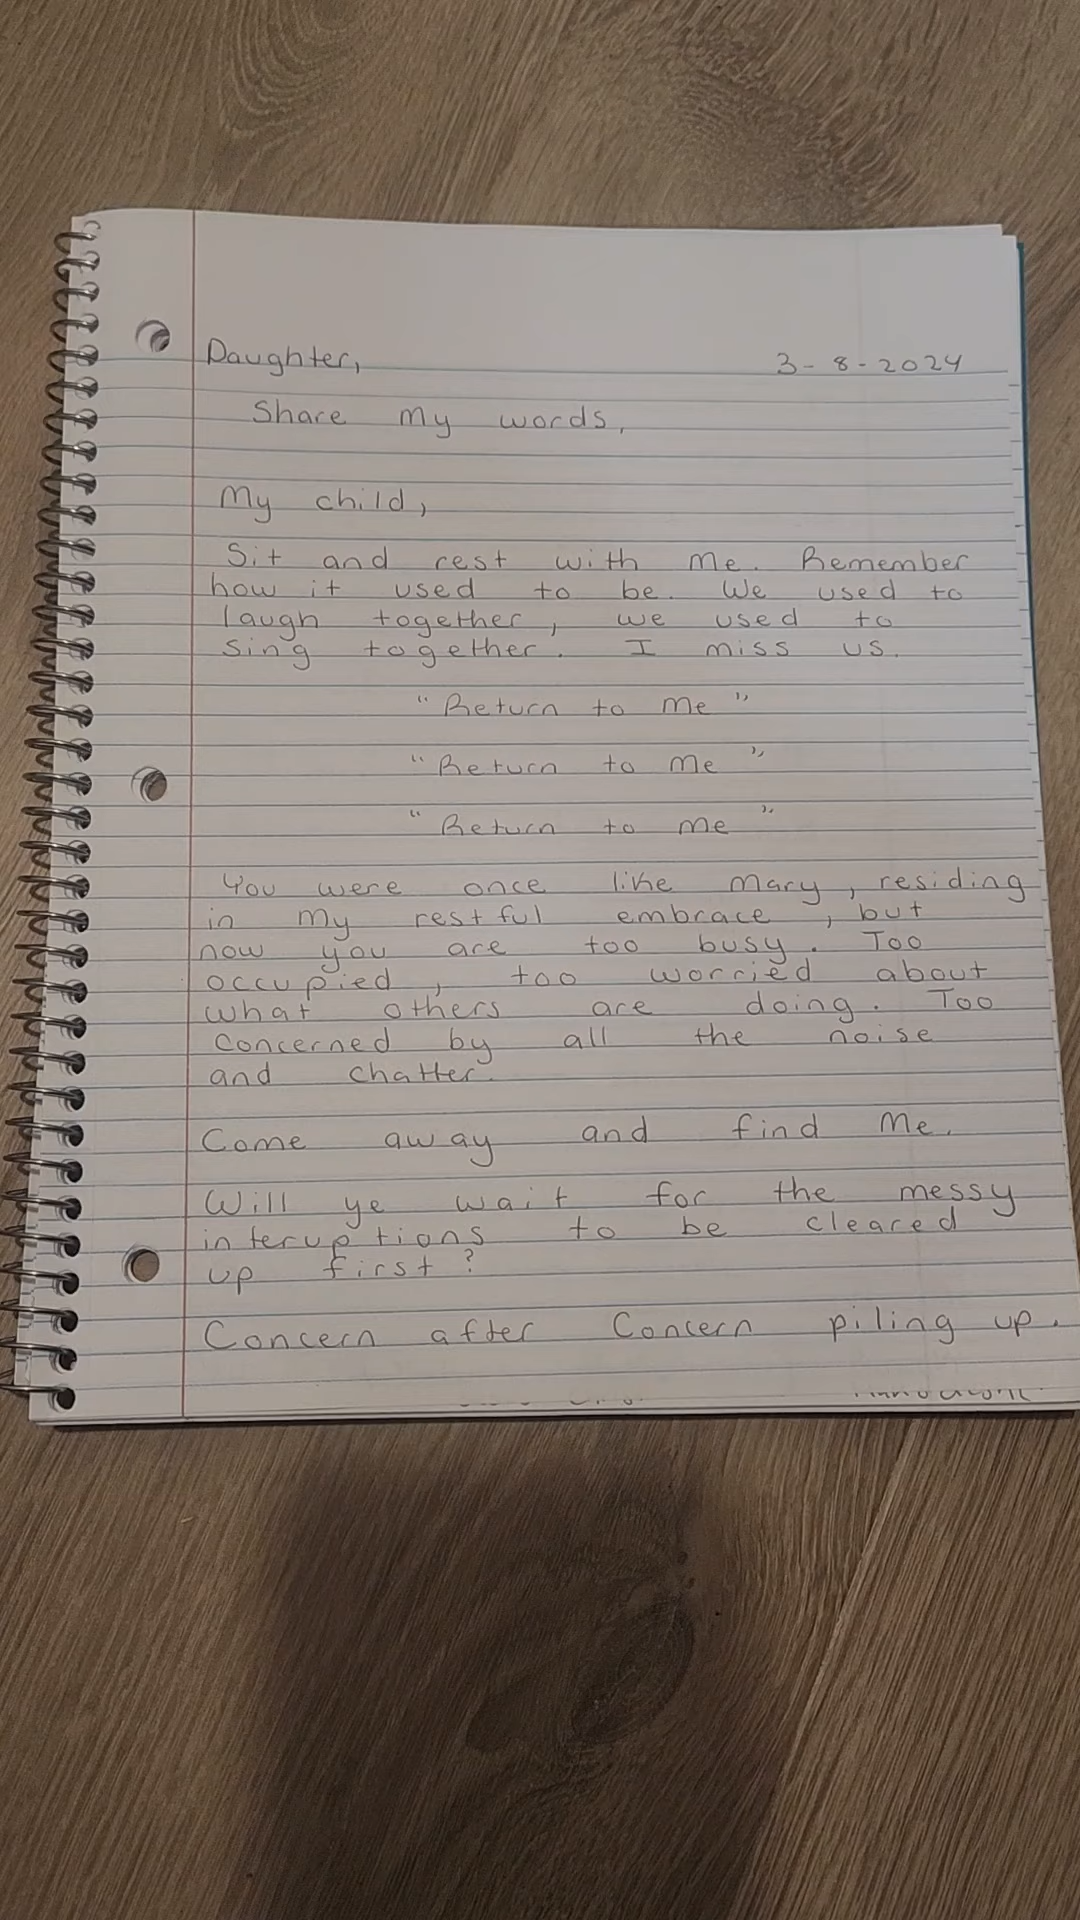 Daughter, 3-8-2024
Share my words,
My child,
Sit and rest with Me. Remember
how it used to be. We used to
laugh together, we used to
sing together. I miss us.
"Return to Me"
"Return to Me"
"Return to Me"
You were once like Mary, residing
in my restful embrace, but
now you are too busy. Too
occupied, too worried about
what others are doing. Too
concerned by all the noise
and chatter.
Come away and find Me.
Will ye wait for the messy
interuptions to be cleared
up first?
Concern after Concern piling up.